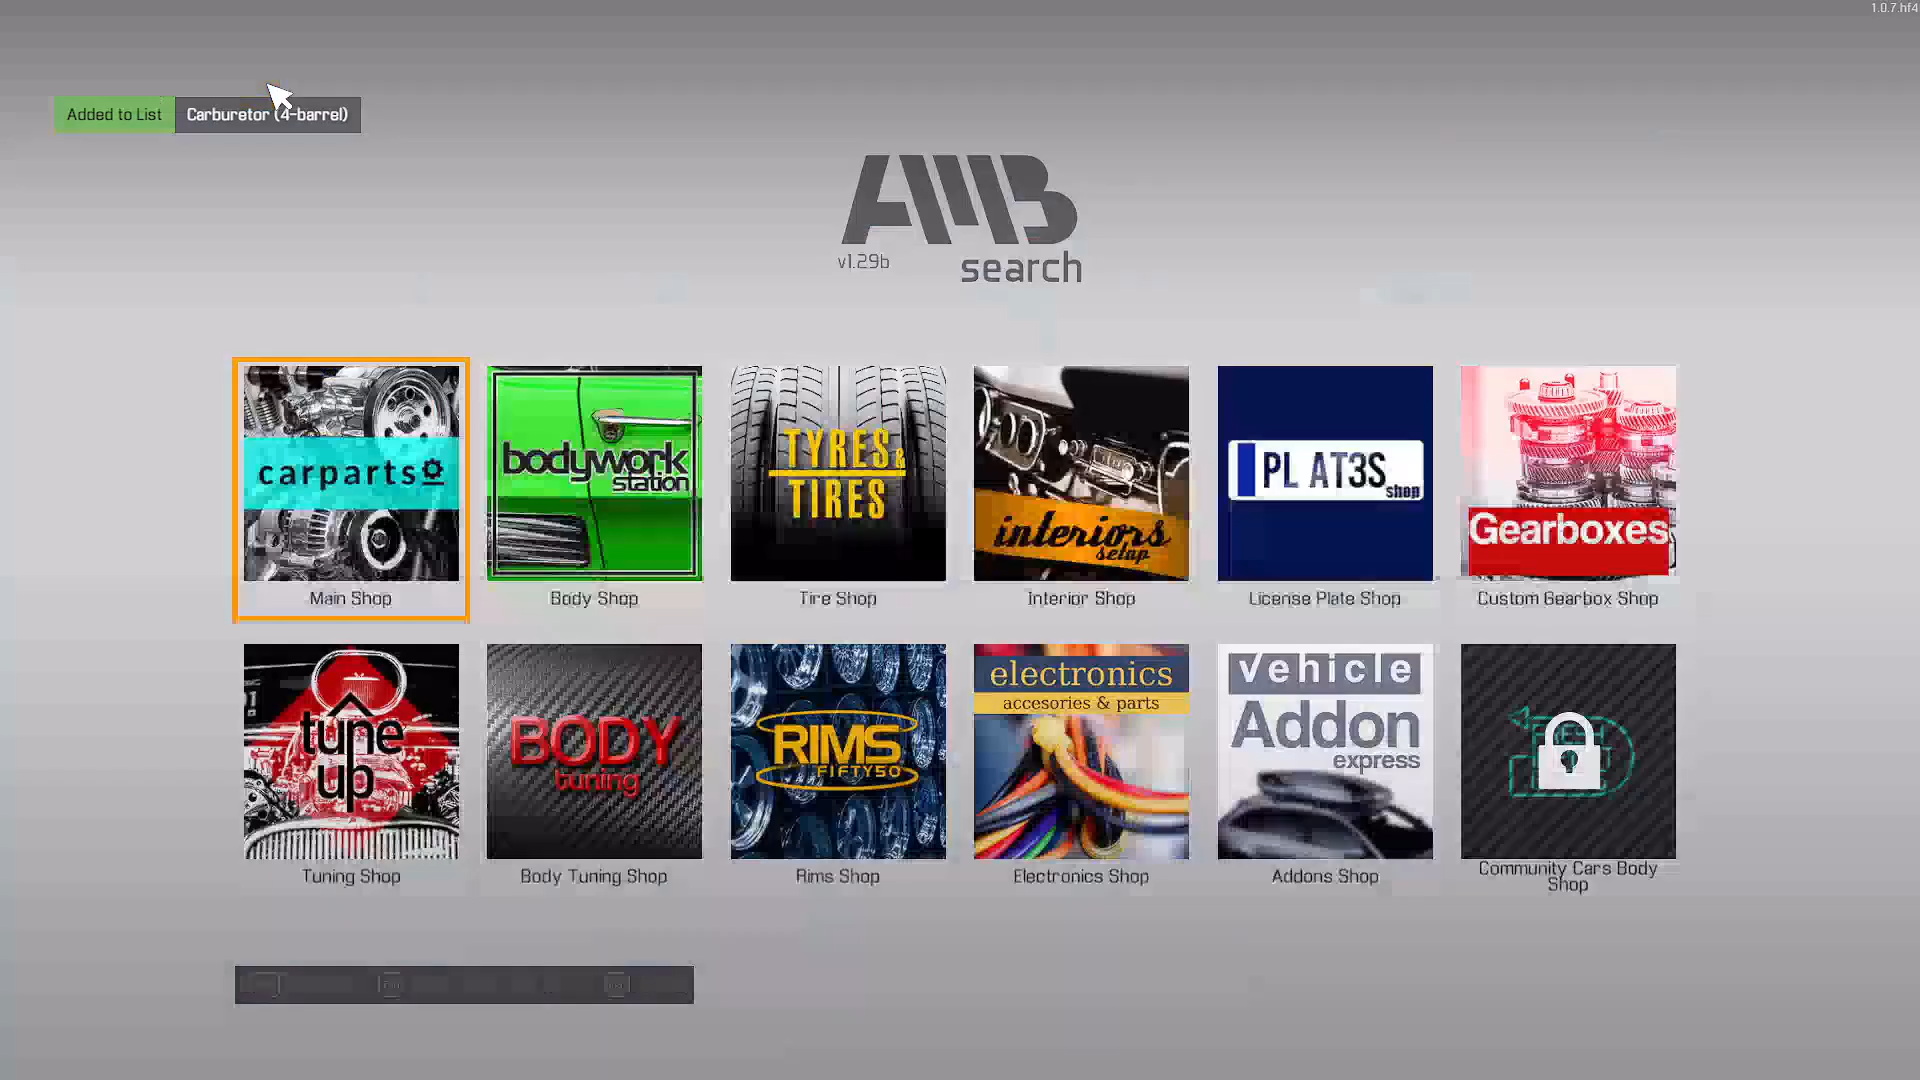 1.0.7.hf4
Added to List
Carburetor (4-barrel)
AMB
v1.29b
search
carparts
bodywork
station
TYRES &
TIRES
interiors
setup
PL AT3S
shop
Gearboxes
Main Shop
Body Shop
Tire Shop
Interior Shop
License Plate Shop
Custom Gearbox Shop
tune
up
BODY
tuning
RIMS
FIFTY50
electronics
accesories & parts
vehicle
Addon
express
Tuning Shop
Body Tuning Shop
Rims Shop
Electronics Shop
Addons Shop
Community Cars Body
Shop